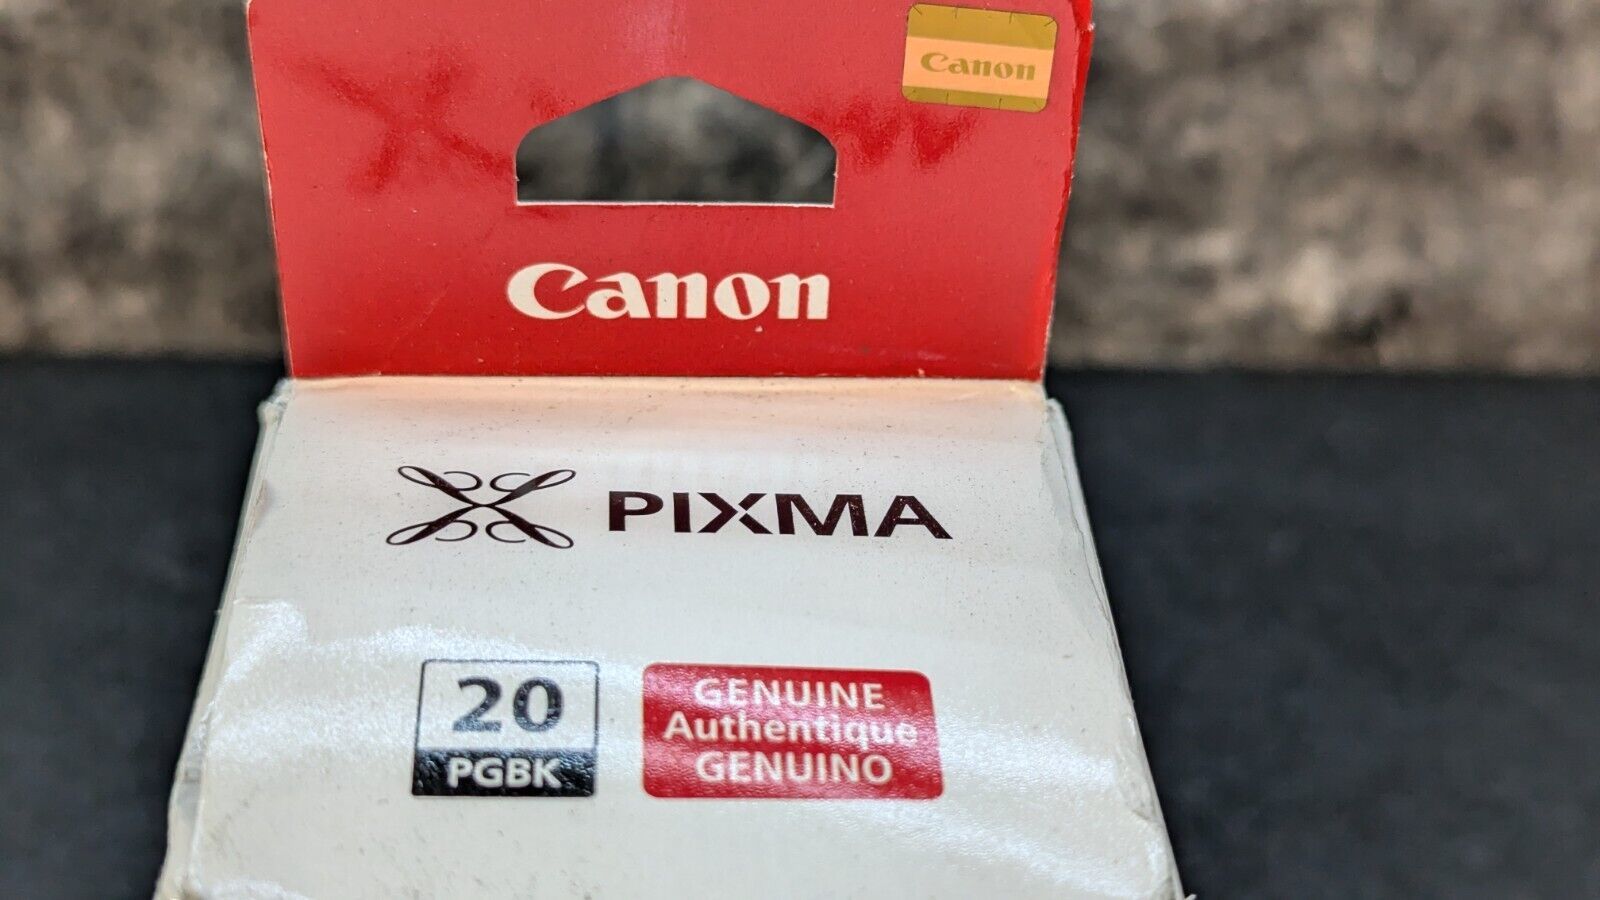 Canon
Canon
PIXMA
20
PGBK
GENUINE
Authentique
GENUINO